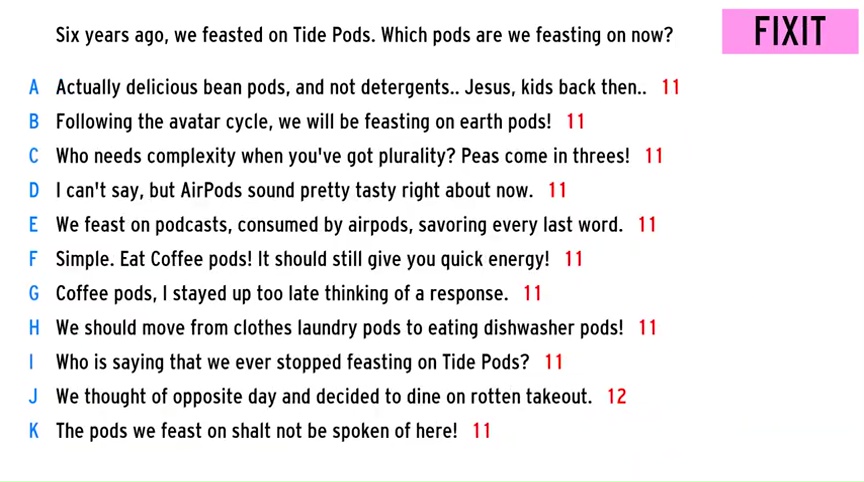 Six years ago, we feasted on Tide Pods. Which pods are we feasting on now?
FIXIT
A Actually delicious bean pods, and not detergents.. Jesus, kids back then.. 11
B Following the avatar cycle, we will be feasting on earth pods! 11
C Who needs complexity when you've got plurality? Peas come in threes! 11
D I can't say, but AirPods sound pretty tasty right about now. 11
E We feast on podcasts, consumed by airpods, savoring every last word. 11
F Simple. Eat Coffee pods! It should still give you quick energy! 11
G Coffee pods, I stayed up too late thinking of a response. 11
H We should move from clothes laundry pods to eating dishwasher pods! 11
I Who is saying that we ever stopped feasting on Tide Pods? 11
J We thought of opposite day and decided to dine on rotten takeout. 12
K The pods we feast on shalt not be spoken of here! 11